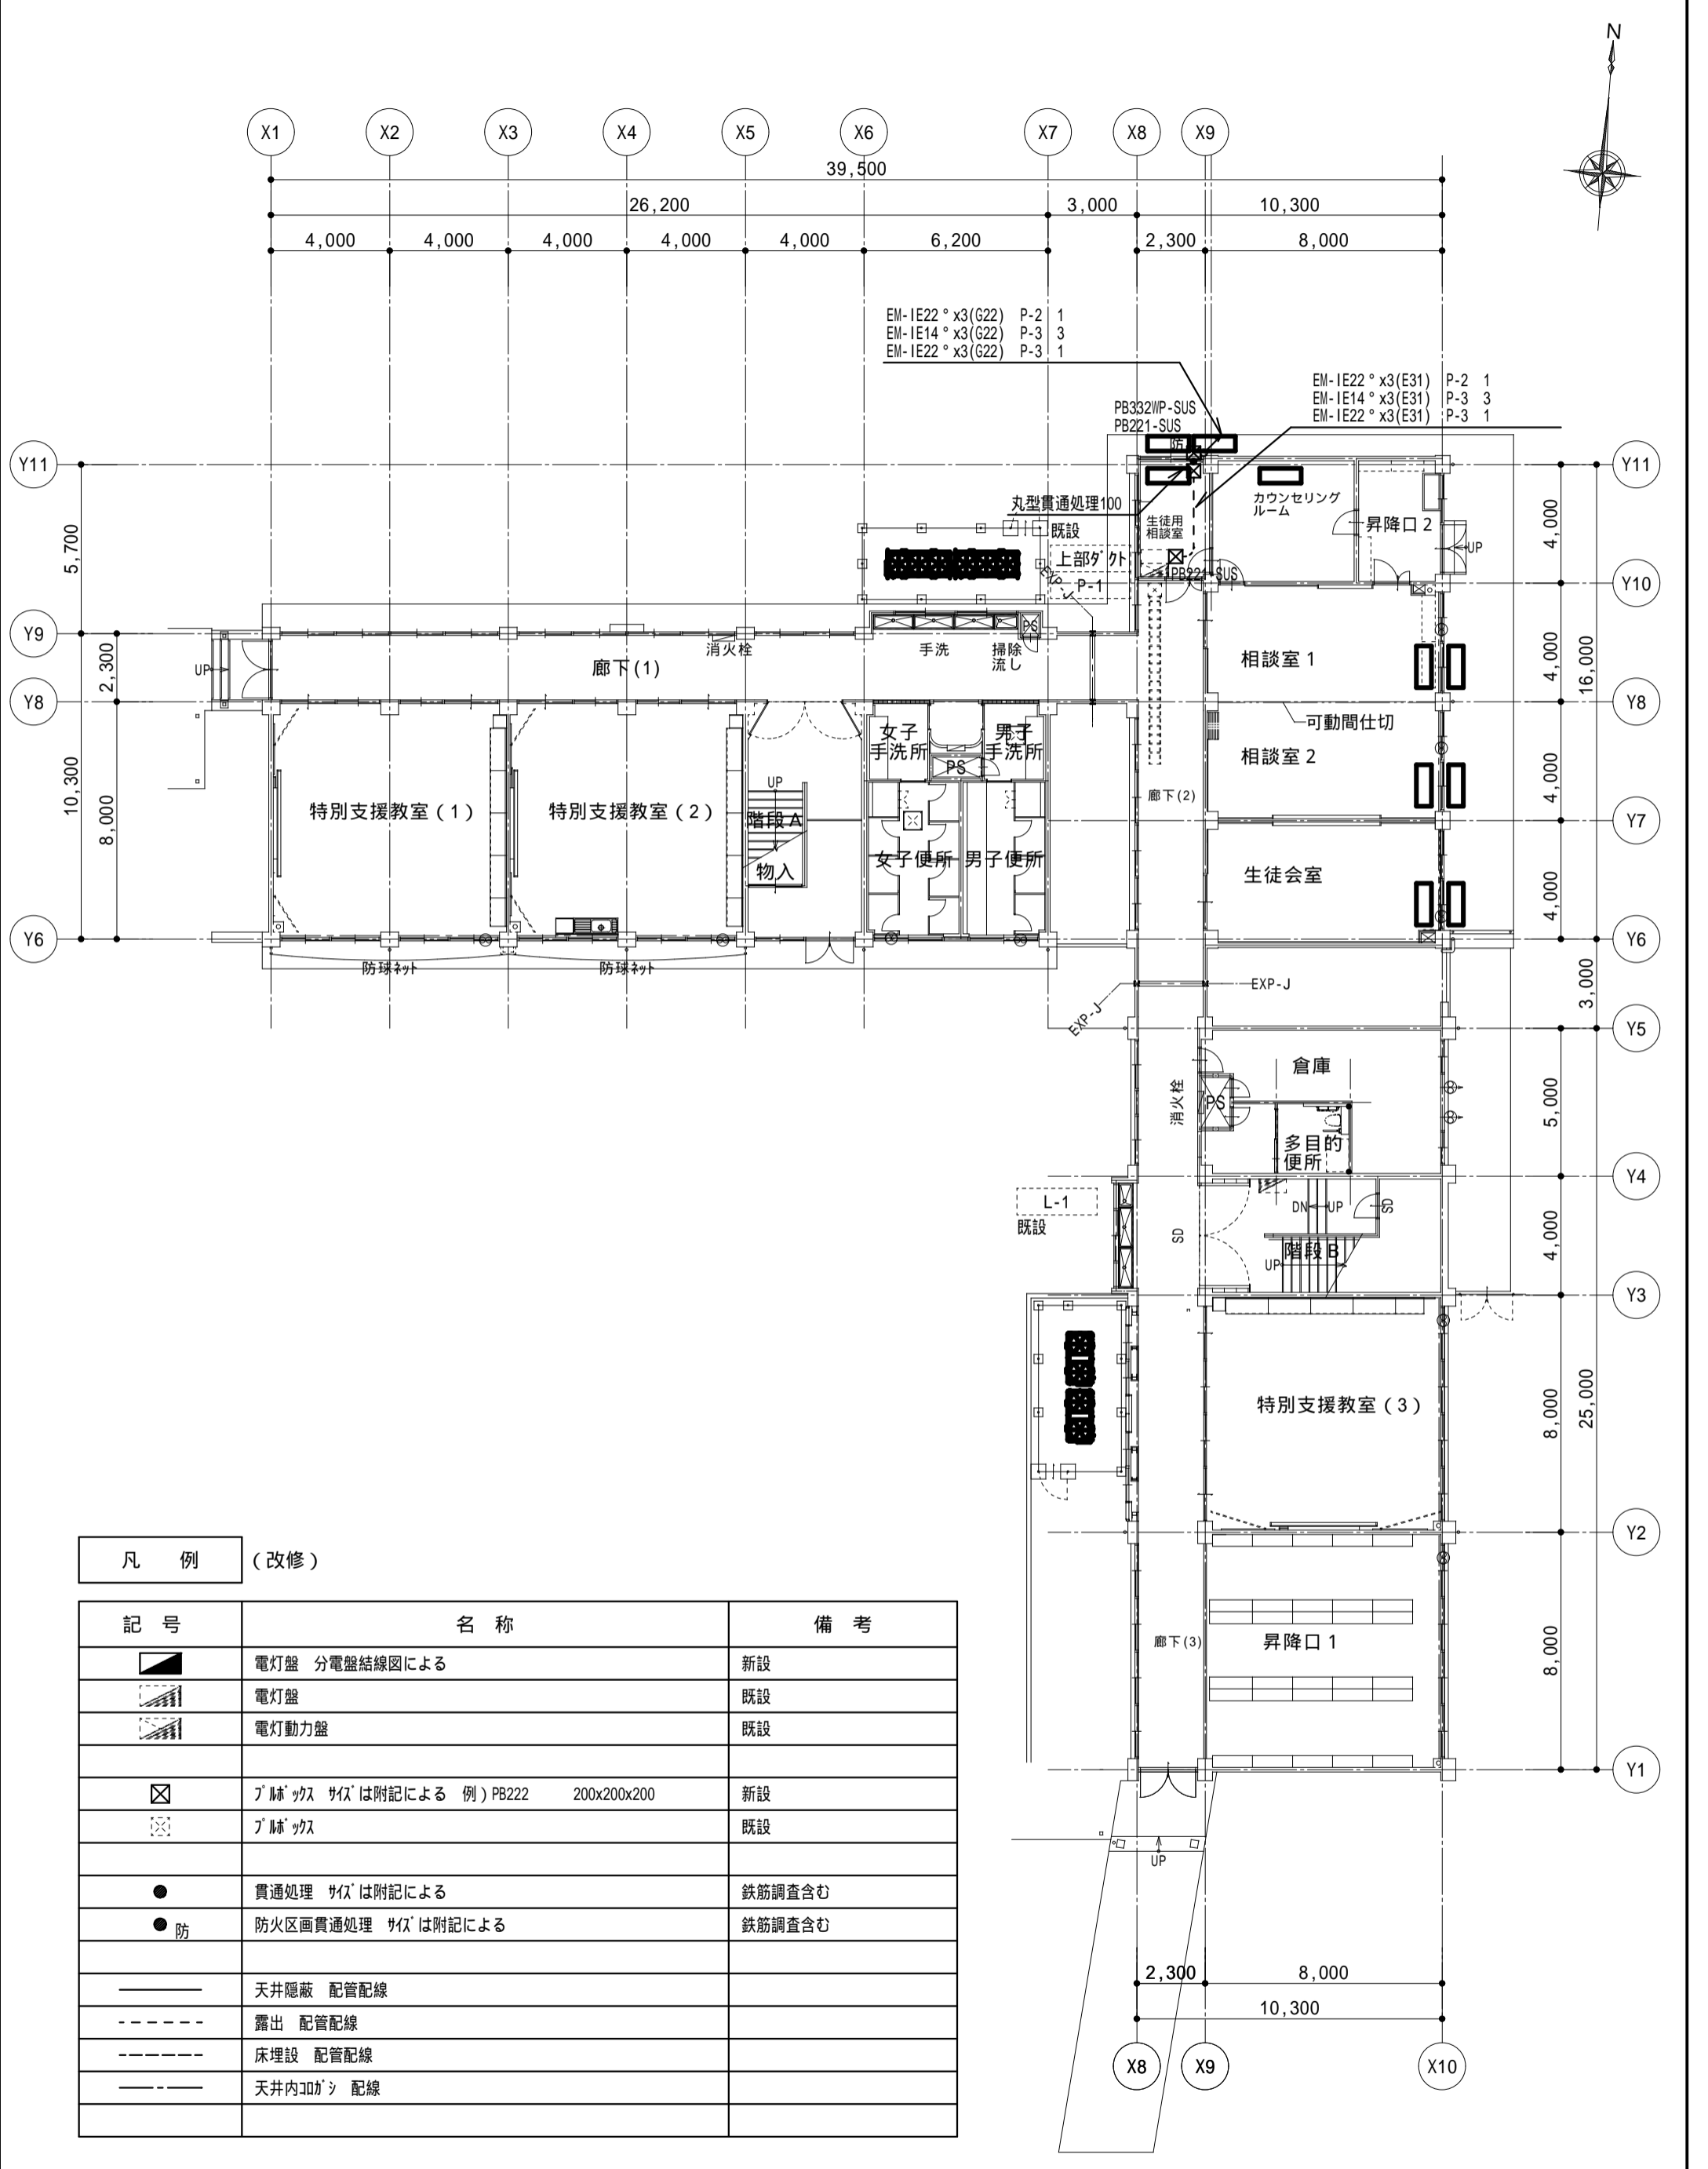 N
X1 X2 X3 X4 X5 X6 X7 X8 X9
39,500
26,200 3,000 10,300
4,000 4,000 4,000 4,000 4,000 6,200 2,300 8,000
EM-IE22°x3(G22) P-2 1
EM-IE14°x3(G22) P-3 3
EM-IE22°x3(G22) P-3 1
EM-IE22°x3(E31) P-2 1
EM-IE14°x3(E31) P-3 3
EM-IE22°x3(E31) P-3 1
PB332WP-SUS
PB221-SUS
防
Y11
Y11
丸型貫通処理100
既設
生徒用
相談室
カウンセリング
ルーム
昇降口2
UP
4,000
5,700
上部ダクト
P-1
EXP-J
PB221-SUS
Y10
Y9
UP
消火栓
廊下(1)
手洗
掃除
流し
PS
相談室1
2,300
4,000
16,000
Y8
Y8
可動間仕切
女子
手洗所
男子
手洗所
PS
相談室2
廊下(2)
4,000
10,300
8,000
特別支援教室(1)
特別支援教室(2)
UP
階段A
物入
女子便所
男子便所
Y7
生徒会室
4,000
Y6
Y6
防球ネット
防球ネット
EXP-J
EXP-J
3,000
Y5
倉庫
消火栓
PS
多目的
便所
5,000
Y4
L-1
既設
SD
DN
UP
SD
階段B
UP
4,000
Y3
特別支援教室(3)
8,000
25,000
Y2
廊下(3)
昇降口1
8,000
Y1
UP
2,300 8,000
10,300
X8 X9 X10
凡 例 (改修)
記 号 名 称 備 考
電灯盤 分電盤結線図による 新設
電灯盤 既設
電灯動力盤 既設
プルボックス サイズは附記による 例)PB222 200x200x200 新設
プルボックス 既設
貫通処理 サイズは附記による 鉄筋調査含む
防 防火区画貫通処理 サイズは附記による 鉄筋調査含む
天井隠蔽 配管配線
露出 配管配線
床埋設 配管配線
天井内コロガシ 配線